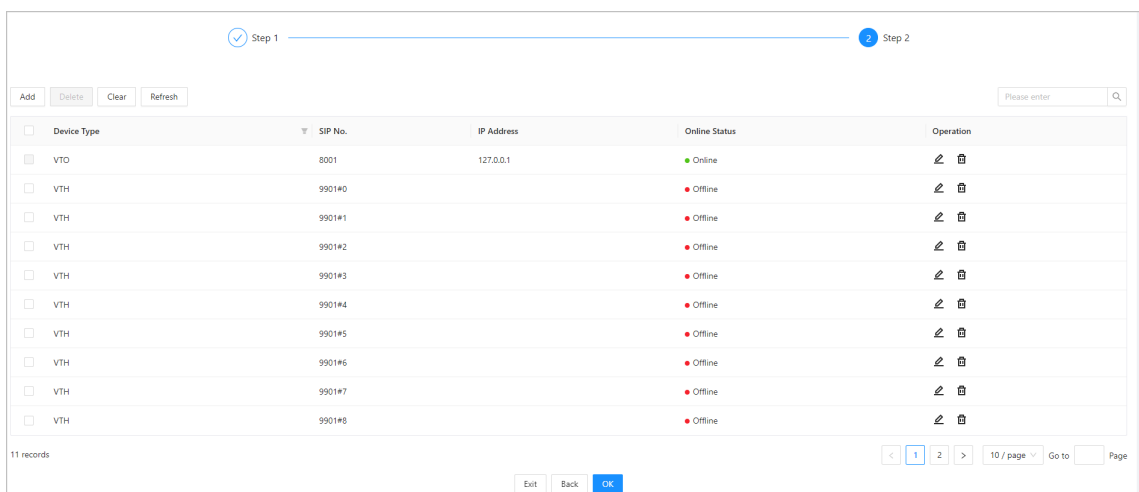 Step 1 2 Step 2
Add Delete Clear Refresh Please enter
Device Type SIP No. IP Address Online Status Operation
VTO 8001 127.0.0.1 Online
VTH 9901#0 Offline
VTH 9901#1 Offline
VTH 9901#2 Offline
VTH 9901#3 Offline
VTH 9901#4 Offline
VTH 9901#5 Offline
VTH 9901#6 Offline
VTH 9901#7 Offline
VTH 9901#8 Offline
11 records < 1 2 > 10 / page Go to Page
Exit Back OK